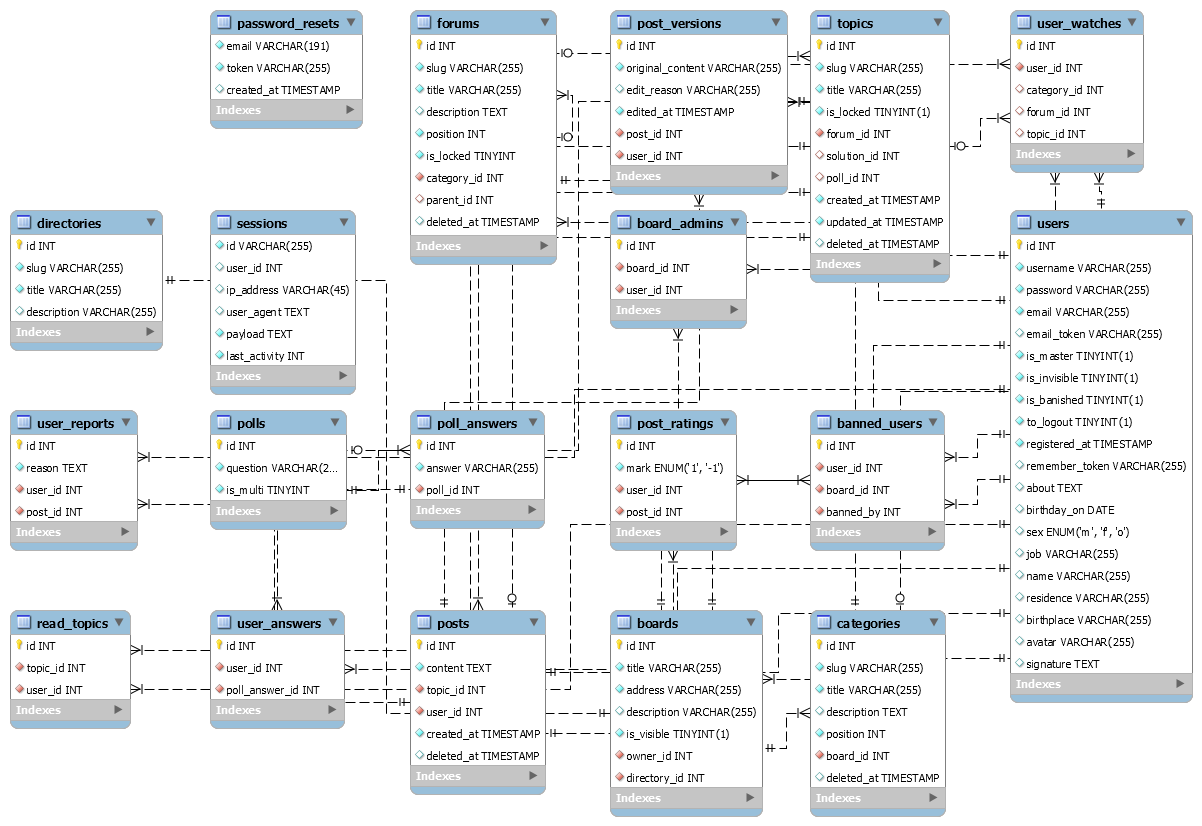 password_resets
email VARCHAR(191)
token VARCHAR(255)
created_at TIMESTAMP
Indexes
forums
id INT
slug VARCHAR(255)
title VARCHAR(255)
description TEXT
position INT
is_locked TINYINT
category_id INT
parent_id INT
deleted_at TIMESTAMP
Indexes
post_versions
id INT
original_content VARCHAR(255)
edit_reason VARCHAR(255)
edited_at TIMESTAMP
post_id INT
user_id INT
Indexes
topics
id INT
slug VARCHAR(255)
title VARCHAR(255)
is_locked TINYINT(1)
forum_id INT
solution_id INT
poll_id INT
created_at TIMESTAMP
updated_at TIMESTAMP
deleted_at TIMESTAMP
Indexes
user_watches
id INT
user_id INT
category_id INT
forum_id INT
topic_id INT
Indexes
directories
id INT
slug VARCHAR(255)
title VARCHAR(255)
description VARCHAR(255)
Indexes
sessions
id VARCHAR(255)
user_id INT
ip_address VARCHAR(45)
user_agent TEXT
payload TEXT
last_activity INT
Indexes
board_admins
id INT
board_id INT
user_id INT
Indexes
users
id INT
username VARCHAR(255)
password VARCHAR(255)
email VARCHAR(255)
email_token VARCHAR(255)
is_master TINYINT(1)
is_invisible TINYINT(1)
is_banished TINYINT(1)
to_logout TINYINT(1)
registered_at TIMESTAMP
remember_token VARCHAR(255)
about TEXT
birthday_on DATE
sex ENUM('m', 'f', 'o')
job VARCHAR(255)
name VARCHAR(255)
residence VARCHAR(255)
birthplace VARCHAR(255)
avatar VARCHAR(255)
signature TEXT
Indexes
user_reports
id INT
reason TEXT
user_id INT
post_id INT
Indexes
polls
id INT
question VARCHAR(2...
is_multi TINYINT
Indexes
poll_answers
id INT
answer VARCHAR(255)
poll_id INT
Indexes
post_ratings
id INT
mark ENUM('1', '-1')
user_id INT
post_id INT
Indexes
banned_users
id INT
user_id INT
board_id INT
banned_by INT
Indexes
read_topics
id INT
topic_id INT
user_id INT
Indexes
user_answers
id INT
user_id INT
poll_answer_id INT
Indexes
posts
id INT
content TEXT
topic_id INT
user_id INT
created_at TIMESTAMP
deleted_at TIMESTAMP
Indexes
boards
id INT
title VARCHAR(255)
address VARCHAR(255)
description VARCHAR(255)
is_visible TINYINT(1)
owner_id INT
directory_id INT
Indexes
categories
id INT
slug VARCHAR(255)
title VARCHAR(255)
description TEXT
position INT
board_id INT
deleted_at TIMESTAMP
Indexes